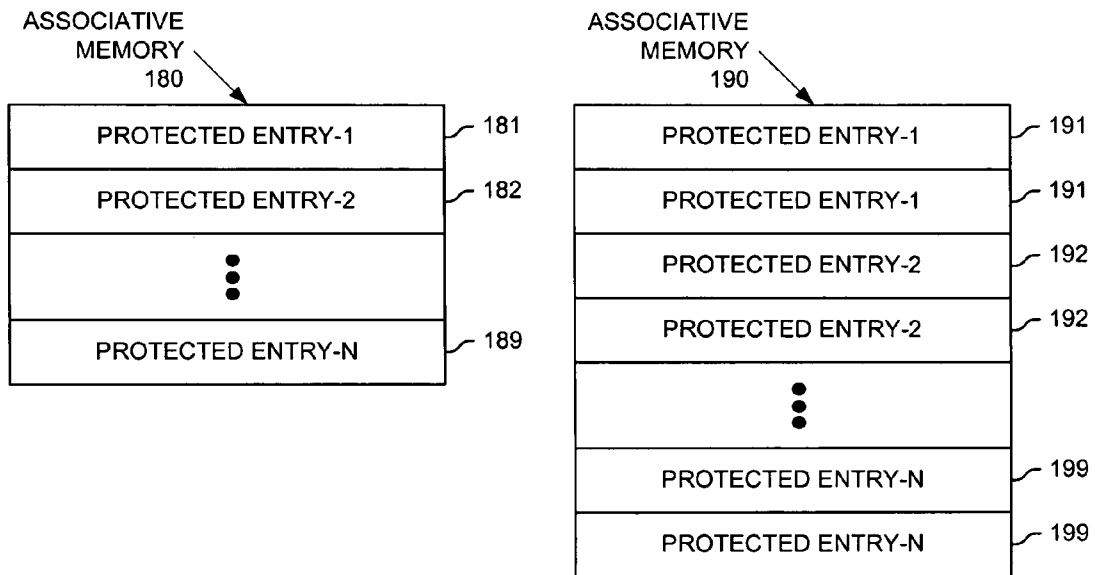 ASSOCIATIVE
MEMORY
180
PROTECTED ENTRY-1
181
PROTECTED ENTRY-2
182
PROTECTED ENTRY-N
189
ASSOCIATIVE
MEMORY
190
PROTECTED ENTRY-1
191
PROTECTED ENTRY-1
191
PROTECTED ENTRY-2
192
PROTECTED ENTRY-2
192
PROTECTED ENTRY-N
199
PROTECTED ENTRY-N
199